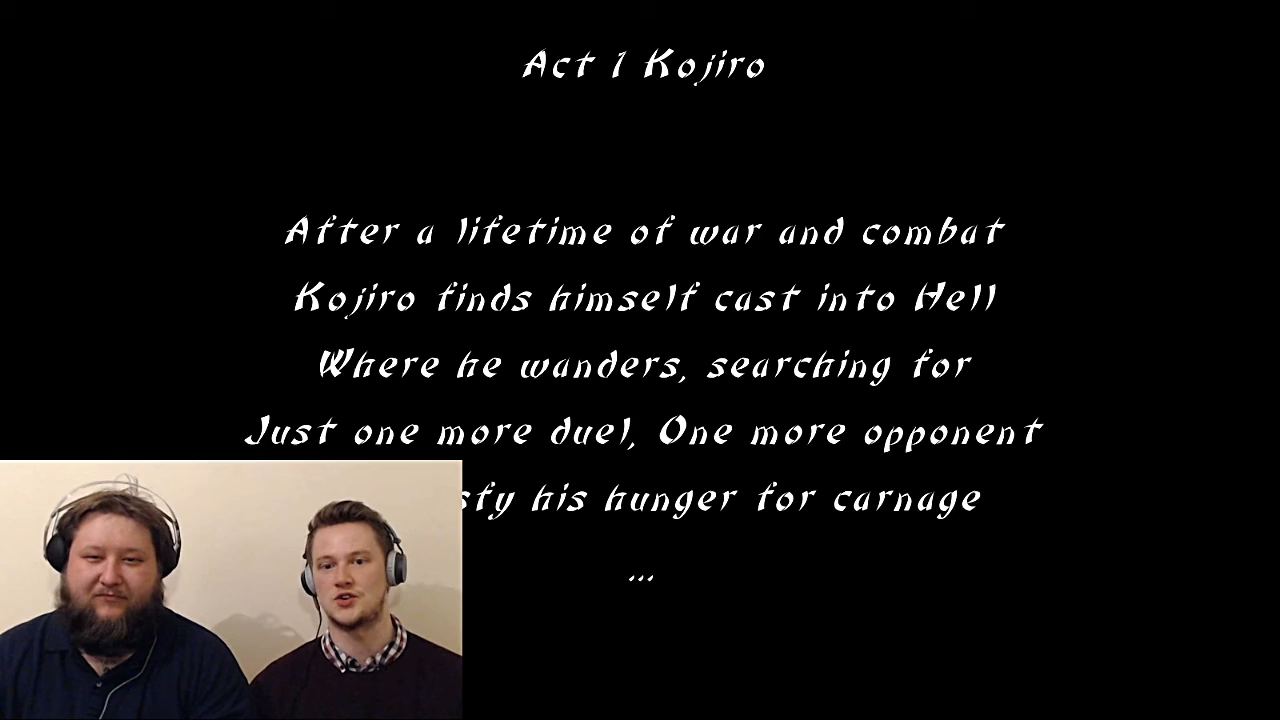 Act 1 Kojiro
After a lifetime of war and combat
Kojiro finds himself cast into Hell
Where he wanders, searching for
Just one more duel, One more opponent
sfy his hunger for carnage
...